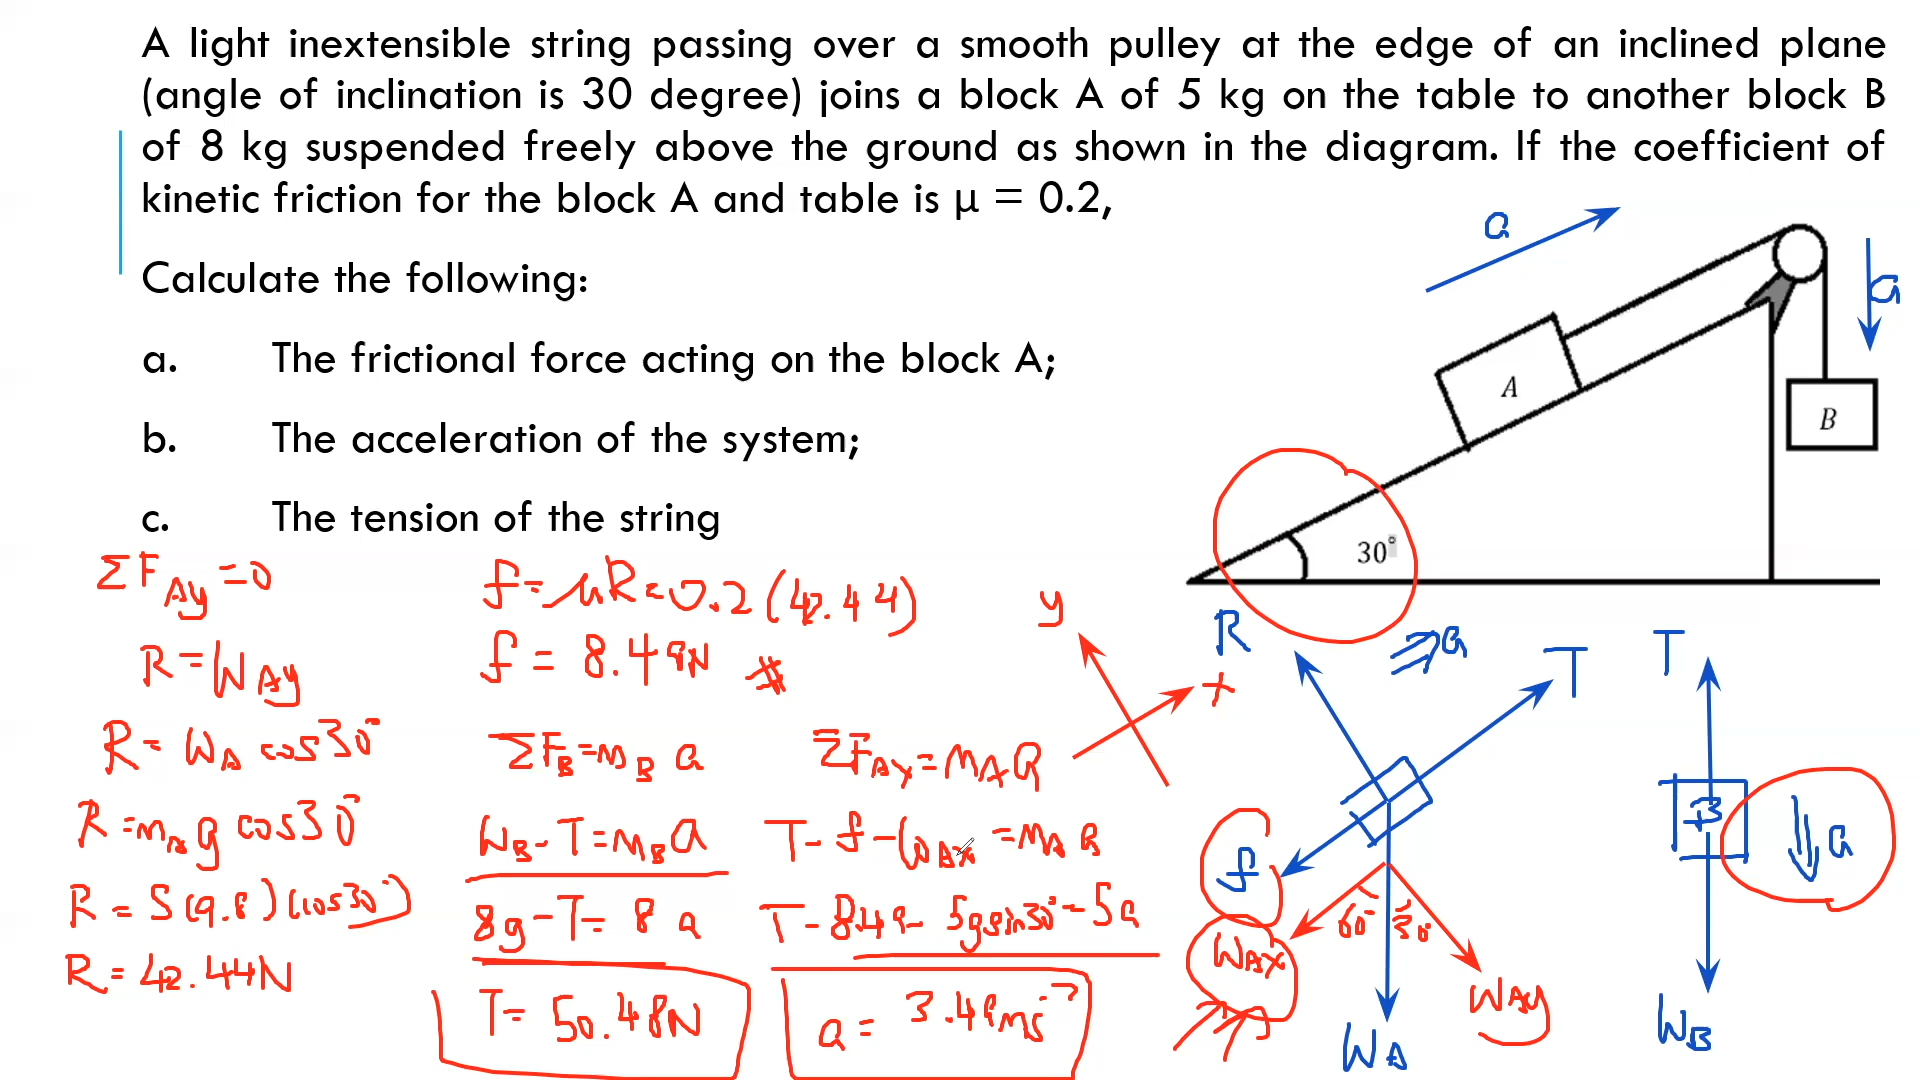 A light inextensible string passing over a smooth pulley at the edge of an inclined plane
(angle of inclination is 30 degree) joins a block A of 5 kg on the table to another block B
of 8 kg suspended freely above the ground as shown in the diagram. If the coefficient of
kinetic friction for the block A and table is μ = 0.2,
Calculate the following:
a. The frictional force acting on the block A;
b. The acceleration of the system;
c. The tension of the string
a
a
A
B
30°
ΣF_Ay = 0
R = W_Ay
R = W_A cos30°
R = m_A g cos30°
R = 5(9.8)(cos30°)
R = 42.44N
f = μR = 0.2(42.44)
f = 8.49N #
ΣF_B = m_B a
W_B - T = m_B a
8g - T = 8a
T = 50.48N
ΣF_Ax = m_A a
T - f - W_Ax = m_A a
T - 8.49 - 5g sin30° = 5a
a = 3.49ms⁻²
y
x
R
a
T
f
W_Ax
60°
30°
W_Ay
W_A
T
B
a
W_B